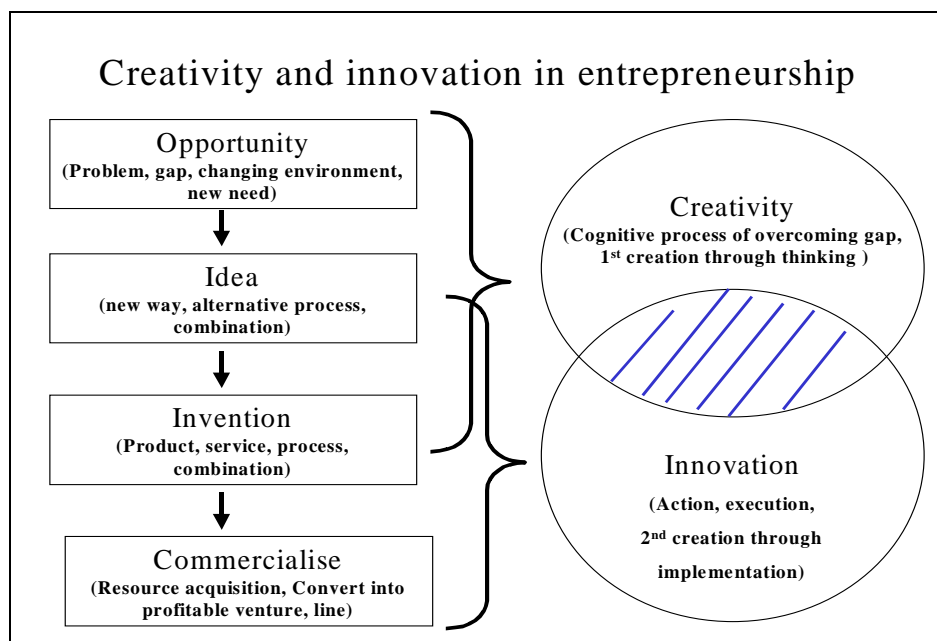 Creativity and innovation in entrepreneurship
Opportunity
(Problem, gap, changing environment,
new need)
Idea
(new way, alternative process,
combination)
Invention
(Product, service, process,
combination)
Commercialise
(Resource acquisition, Convert into
profitable venture, line)
Creativity
(Cognitive process of overcoming gap,
1st creation through thinking )
Innovation
(Action, execution,
2nd creation through
implementation)